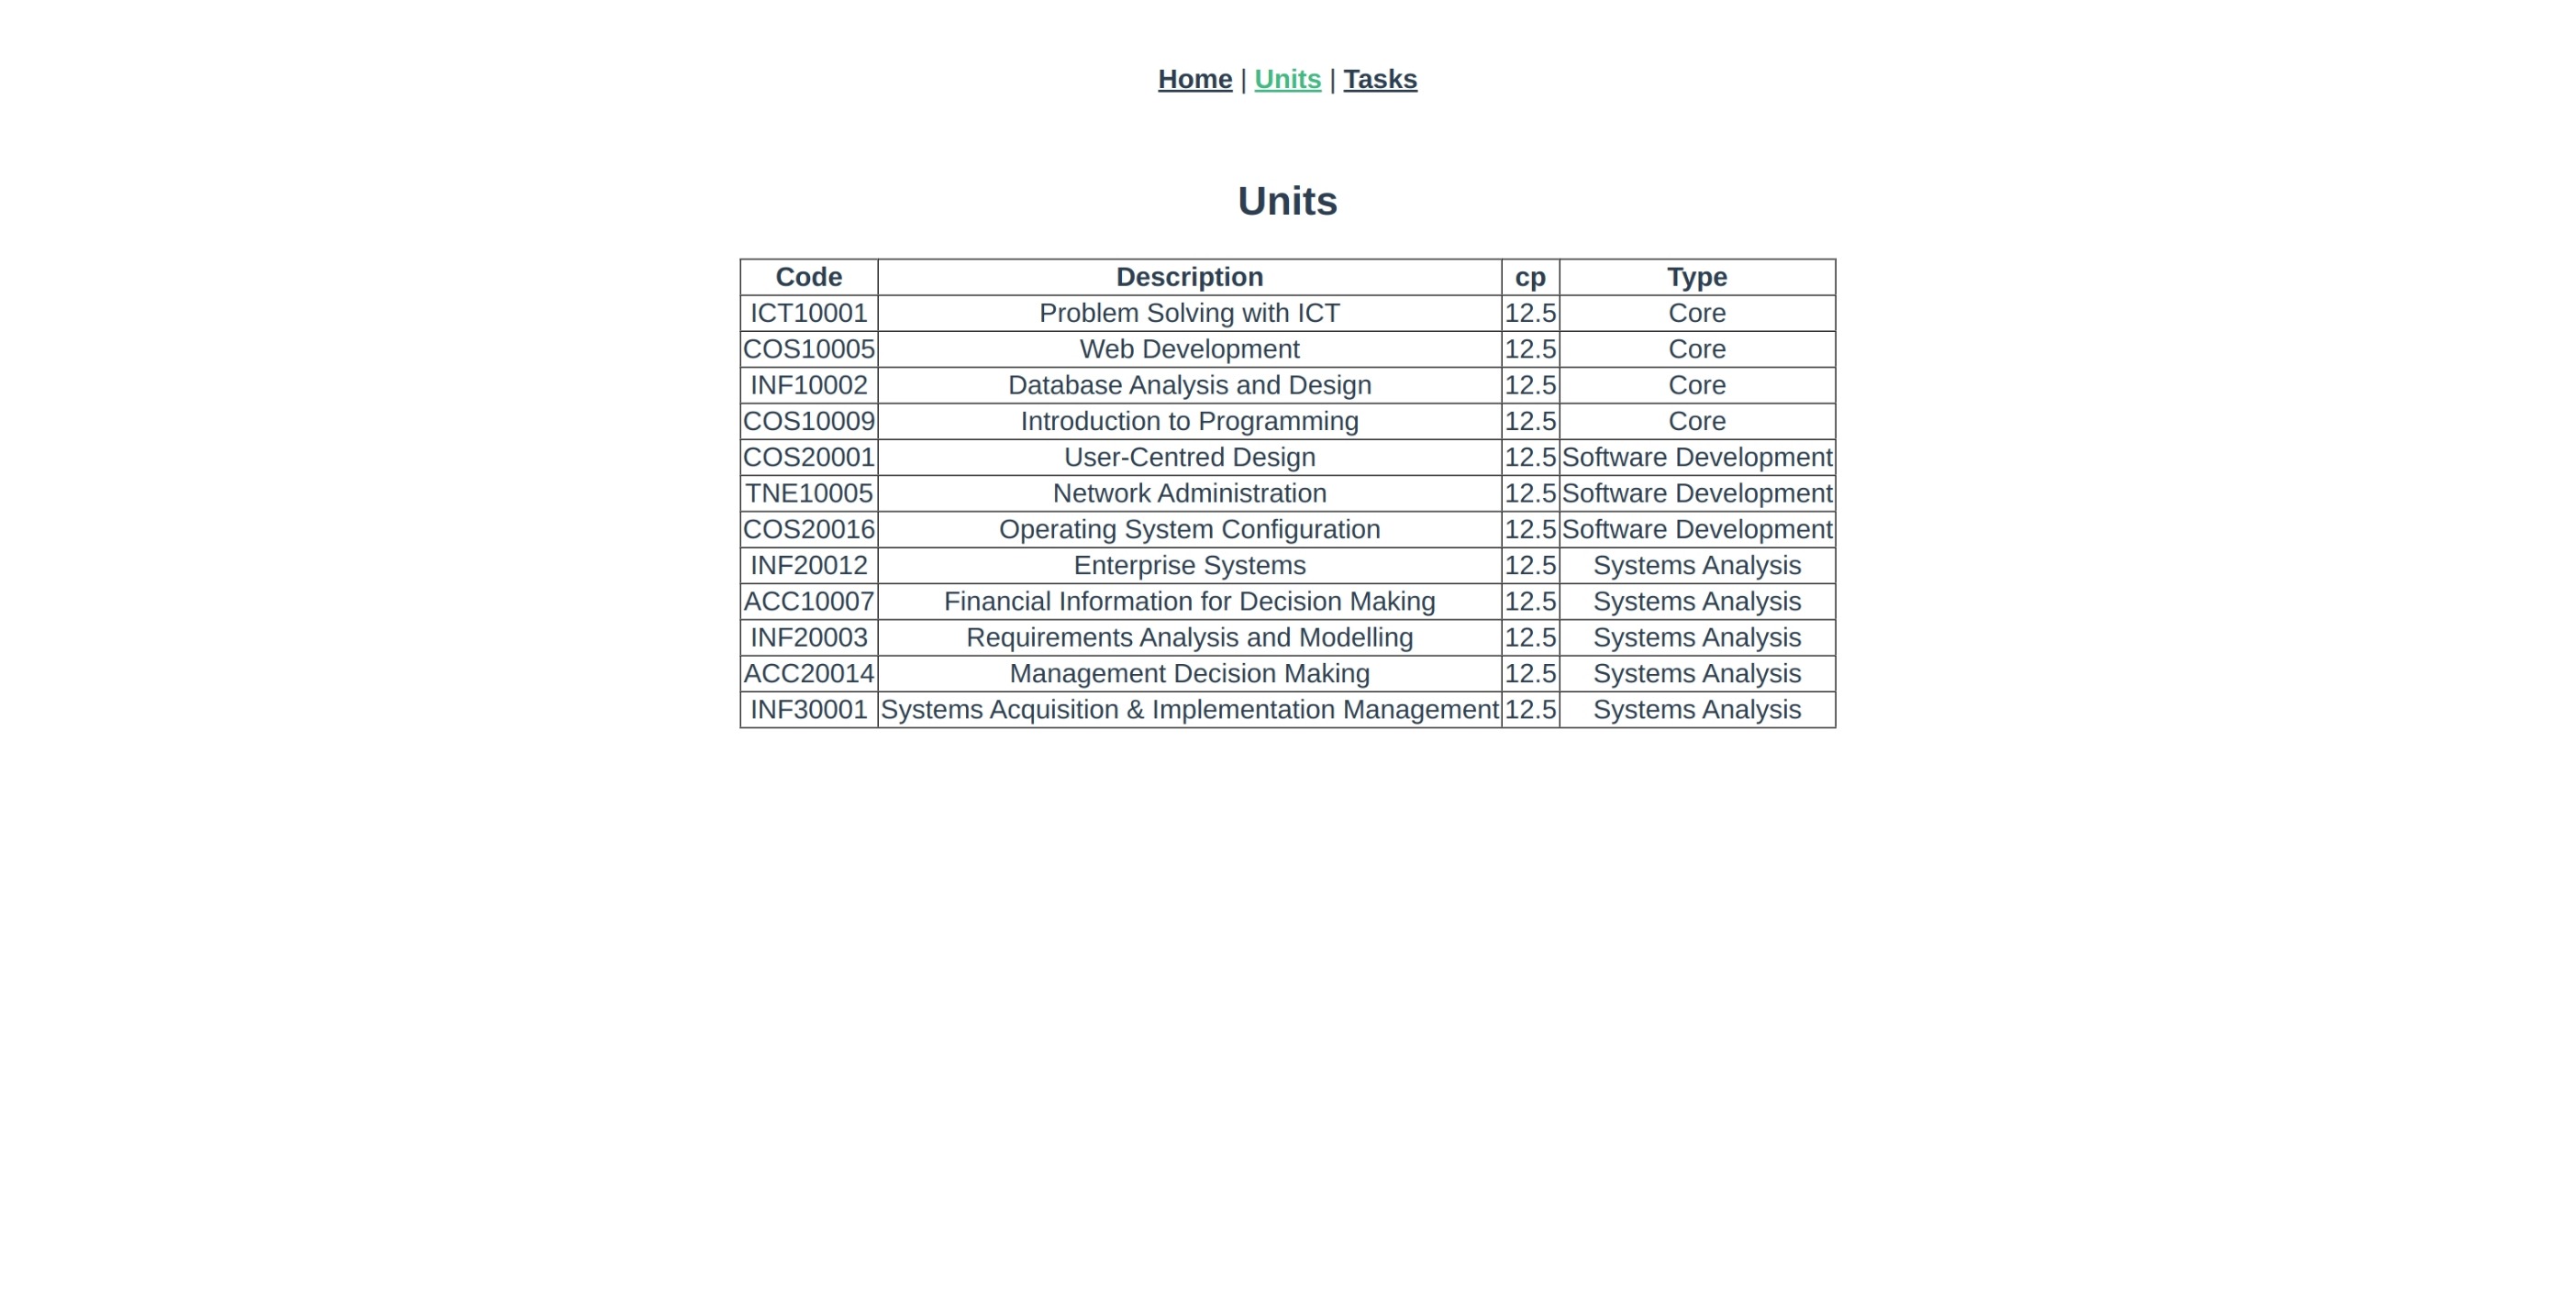 Home | Units | Tasks
Units
Code Description cp Type
ICT10001 Problem Solving with ICT 12.5 Core
COS10005 Web Development 12.5 Core
INF10002 Database Analysis and Design 12.5 Core
COS10009 Introduction to Programming 12.5 Core
COS20001 User-Centred Design 12.5 Software Development
TNE10005 Network Administration 12.5 Software Development
COS20016 Operating System Configuration 12.5 Software Development
INF20012 Enterprise Systems 12.5 Systems Analysis
ACC10007 Financial Information for Decision Making 12.5 Systems Analysis
INF20003 Requirements Analysis and Modelling 12.5 Systems Analysis
ACC20014 Management Decision Making 12.5 Systems Analysis
INF30001 Systems Acquisition & Implementation Management 12.5 Systems Analysis